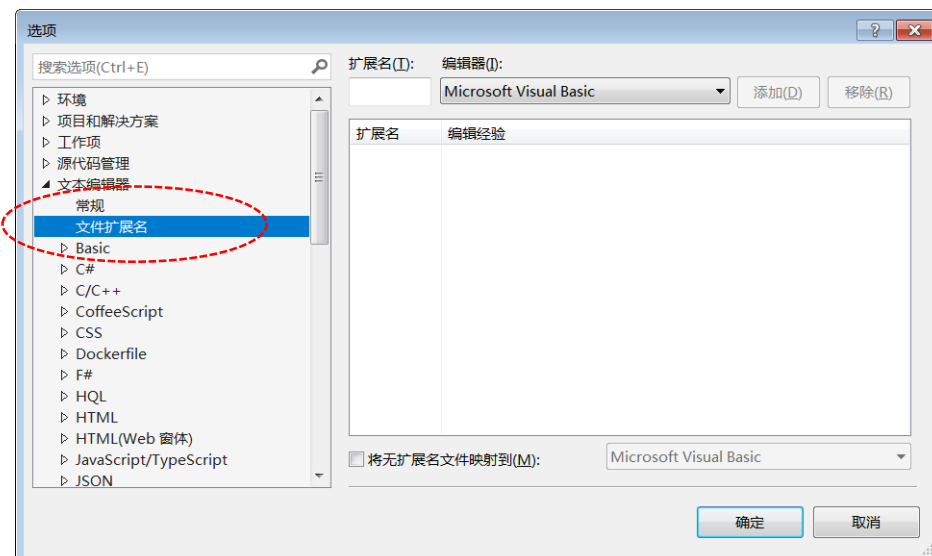 选项
搜索选项(Ctrl+E)
环境
项目和解决方案
工作项
源代码管理
文本编辑器
常规
文件扩展名
Basic
C#
C/C++
CoffeeScript
CSS
Dockerfile
F#
HQL
HTML
HTML(Web 窗体)
JavaScript/TypeScript
JSON
扩展名(T): 编辑器(I):
Microsoft Visual Basic 添加(D) 移除(R)
扩展名 编辑经验
将无扩展名文件映射到(M): Microsoft Visual Basic
确定 取消